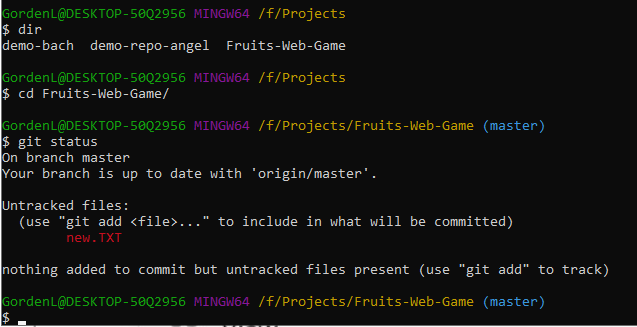 GordenL@DESKTOP-50Q2956 MINGW64 /f/Projects
$ dir
demo-bach  demo-repo-angel  Fruits-Web-Game
GordenL@DESKTOP-50Q2956 MINGW64 /f/Projects
$ cd Fruits-Web-Game/
GordenL@DESKTOP-50Q2956 MINGW64 /f/Projects/Fruits-Web-Game (master)
$ git status
On branch master
Your branch is up to date with 'origin/master'.
Untracked files:
  (use "git add <file>..." to include in what will be committed)
        new.TXT
nothing added to commit but untracked files present (use "git add" to track)
GordenL@DESKTOP-50Q2956 MINGW64 /f/Projects/Fruits-Web-Game (master)
$